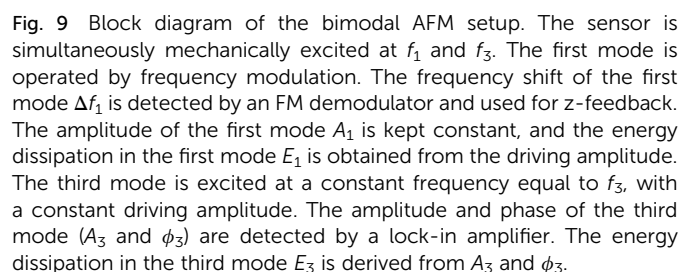 Fig. 9 Block diagram of the bimodal AFM setup. The sensor is
simultaneously mechanically excited at f₁ and f₃. The first mode is
operated by frequency modulation. The frequency shift of the first
mode Δf₁ is detected by an FM demodulator and used for z-feedback.
The amplitude of the first mode A₁ is kept constant, and the energy
dissipation in the first mode E₁ is obtained from the driving amplitude.
The third mode is excited at a constant frequency equal to f₃, with
a constant driving amplitude. The amplitude and phase of the third
mode (A₃ and ϕ₃) are detected by a lock-in amplifier. The energy
dissipation in the third mode E₃ is derived from A₃ and ϕ₃.